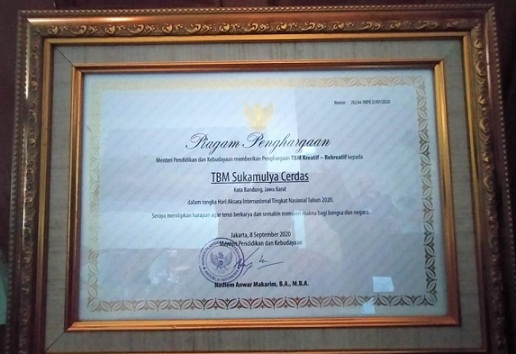 Piagam Penghargaan
Menteri Pendidikan dan Kebudayaan memberikan Penghargaan TBM Kreatif – Rekreatif kepada
TBM Sukamulya Cerdas
Kota Bandung, Jawa Barat
dalam rangka Hari Aksara Internasional Tingkat Nasional Tahun 2020.
Seraya menitipkan harapan agar terus berkarya dan semakin memberi makna bagi bangsa dan negara.
Jakarta, 8 September 2020
Menteri Pendidikan dan Kebudayaan
Nadiem Anwar Makarim, B.A., M.B.A.